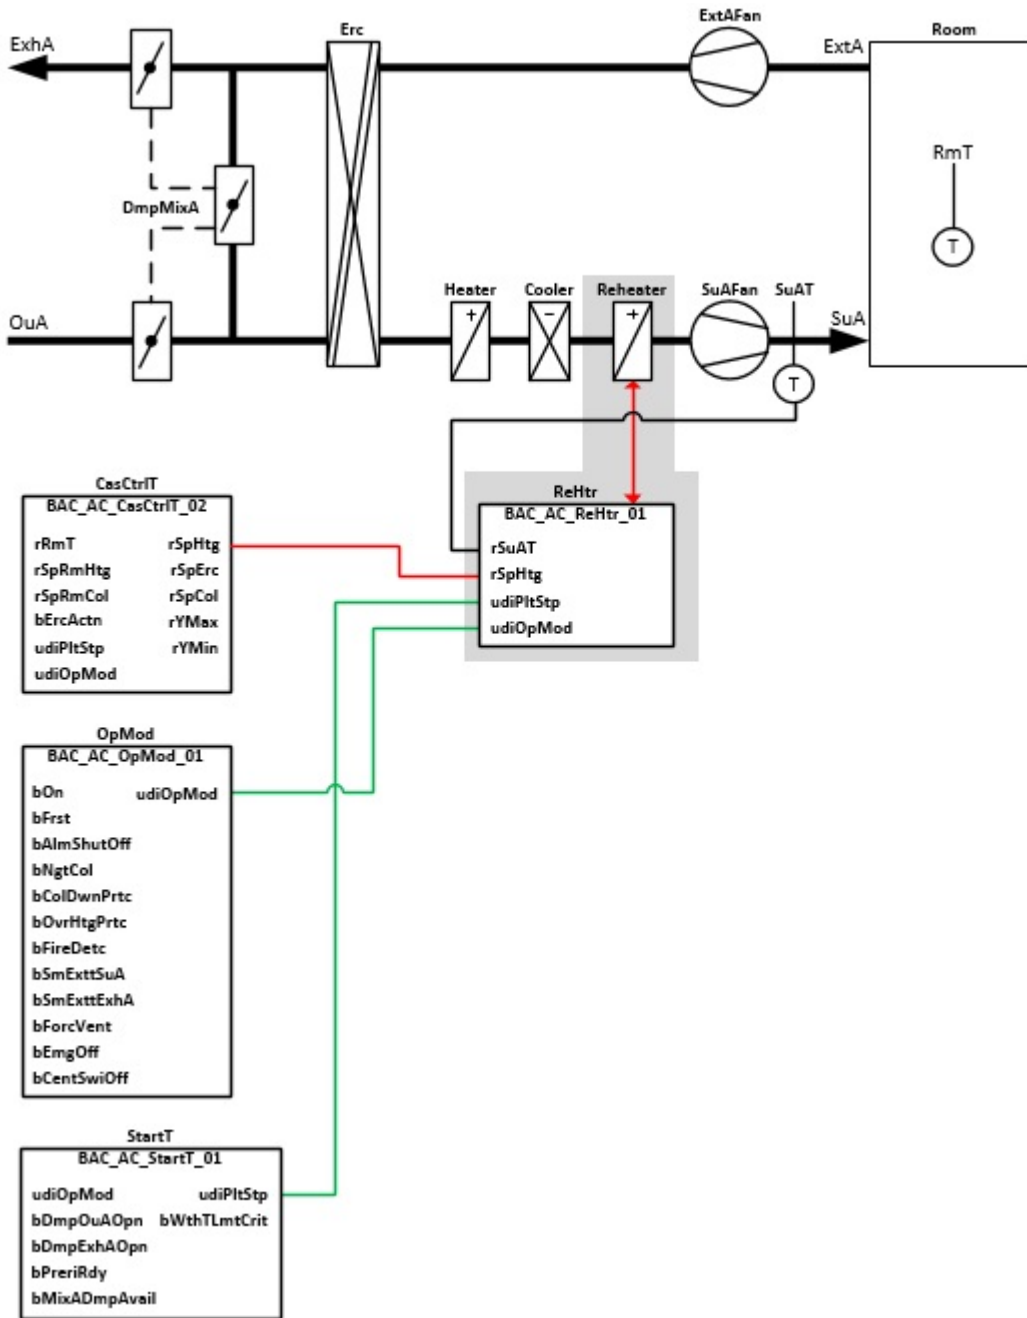 ExhA
Erc
ExtAFan
ExtA
Room
RmT
T
DmpMixA
OuA
Heater
Cooler
Reheater
SuAFan
SuAT
SuA
+
−
+
T
CasCtrlT
BAC_AC_CasCtrlT_02
rRmT rSpHtg
rSpRmHtg rSpErc
rSpRmCol rSpCol
bErcActn rYMax
udiPltStp rYMin
udiOpMod
ReHtr
BAC_AC_ReHtr_01
rSuAT
rSpHtg
udiPltStp
udiOpMod
OpMod
BAC_AC_OpMod_01
bOn udiOpMod
bFrst
bAlmShutOff
bNgtCol
bColDwnPrtc
bOvrHtgPrtc
bFireDetc
bSmExttSuA
bSmExttExhA
bForcVent
bEmgOff
bCentSwiOff
StartT
BAC_AC_StartT_01
udiOpMod udiPltStp
bDmpOuAOpn bWthTLmtCrit
bDmpExhAOpn
bPreriRdy
bMixADmpAvail